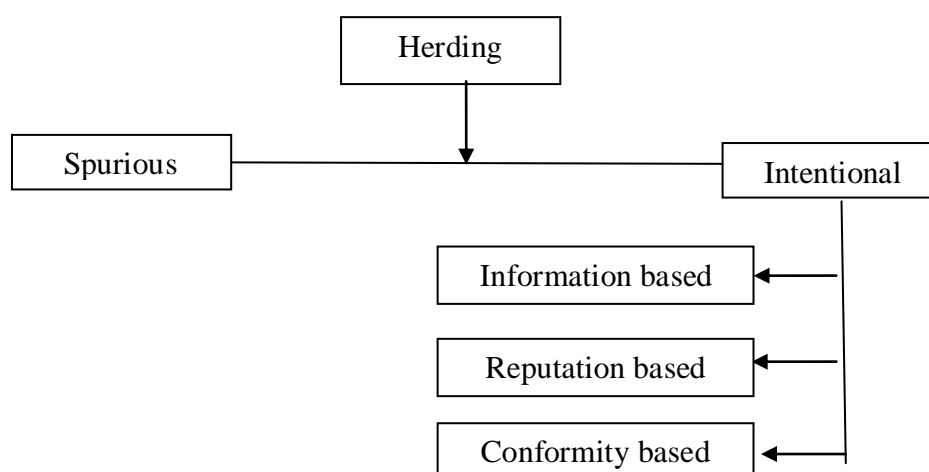 Herding
Spurious
Intentional
Information based
Reputation based
Conformity based